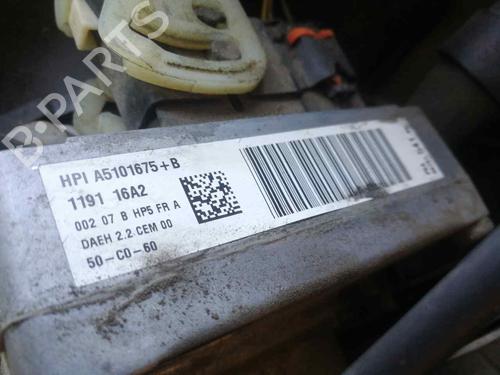 B-PARTS
HPI A5101675+B
1191 16A2
002 07 B HP5 FR A
DAEH 2.2 CEM 00
50-C0-60